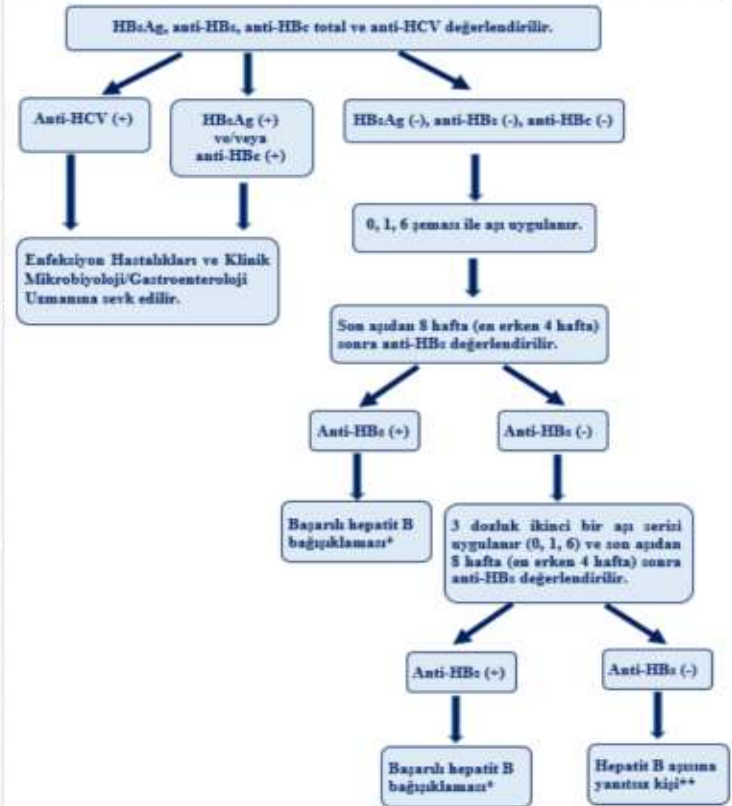 HBsAg, anti-HBs, anti-HBc total ve anti-HCV değerlendirilir.
Anti-HCV (+)
HBsAg (+)
ve/veya
anti-HBc (+)
HBsAg (-), anti-HBs (-), anti-HBc (-)
Enfeksiyon Hastalıkları ve Klinik
Mikrobiyoloji/Gastroenteroloji
Uzmanına sevk edilir.
0, 1, 6 şeması ile aşı uygulanır.
Son aşıdan 8 hafta (en erken 4 hafta)
sonra anti-HBs değerlendirilir.
Anti-HBs (+)
Anti-HBs (-)
Başarılı hepatit B
bağışıklaması*
3 dozluk ikinci bir aşı serisi
uygulanır (0, 1, 6) ve son aşıdan
8 hafta (en erken 4 hafta) sonra
anti-HBs değerlendirilir.
Anti-HBs (+)
Anti-HBs (-)
Başarılı hepatit B
bağışıklaması*
Hepatit B aşısına
yanıtsız kişi**